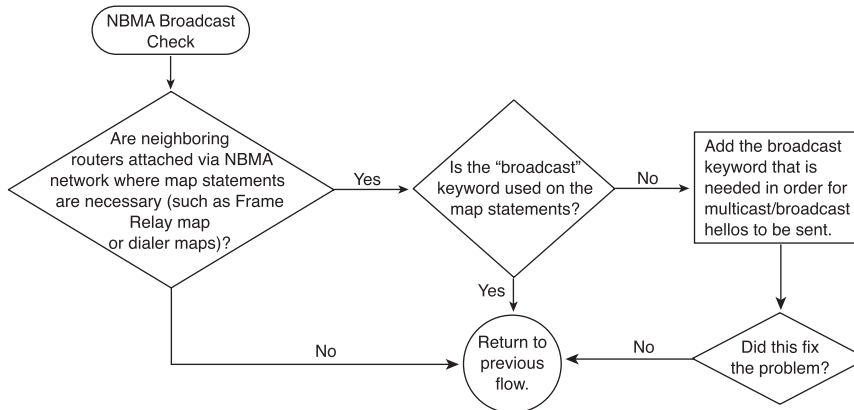 NBMA Broadcast
Check
Are neighboring
routers attached via NBMA
network where map statements
are necessary (such as Frame
Relay map
or dialer maps)?
Yes
Is the “broadcast”
keyword used on the
map statements?
No
Add the broadcast
keyword that is
needed in order for
multicast/broadcast
hellos to be sent.
Yes
No
Return to
previous
flow.
No
Did this fix
the problem?